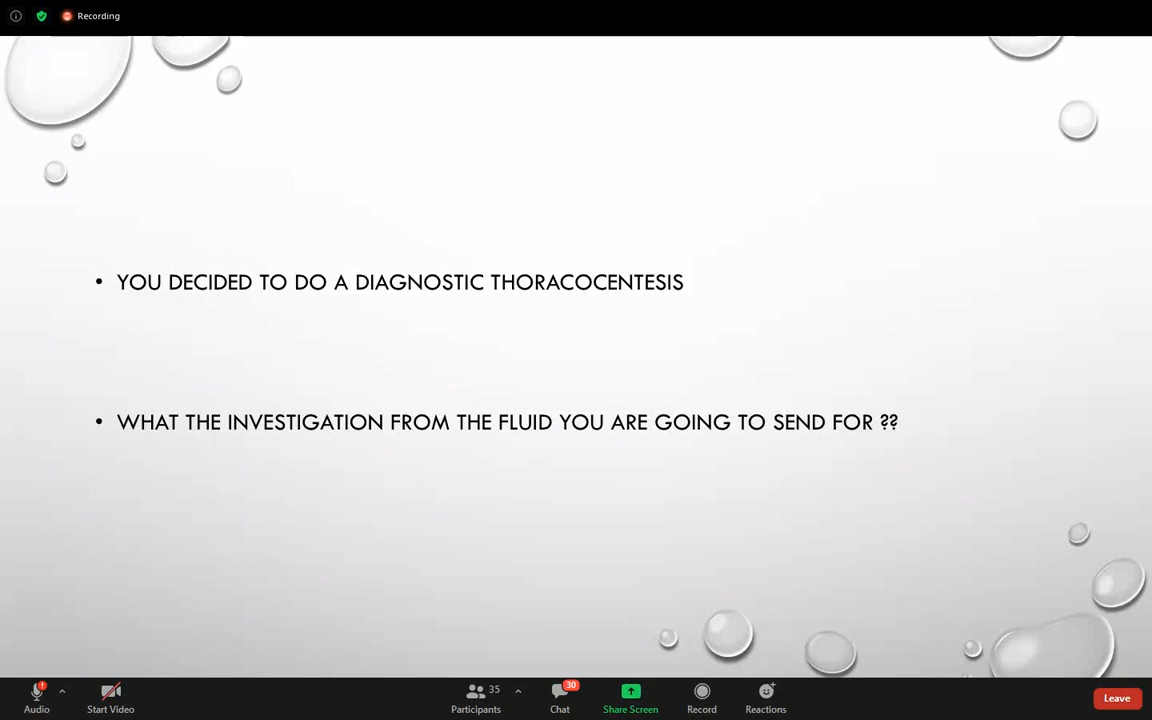 Recording
• YOU DECIDED TO DO A DIAGNOSTIC THORACOCENTESIS
• WHAT THE INVESTIGATION FROM THE FLUID YOU ARE GOING TO SEND FOR ??
Audio
Start Video
Participants 35
Chat 30
Share Screen
Record
Reactions
Leave